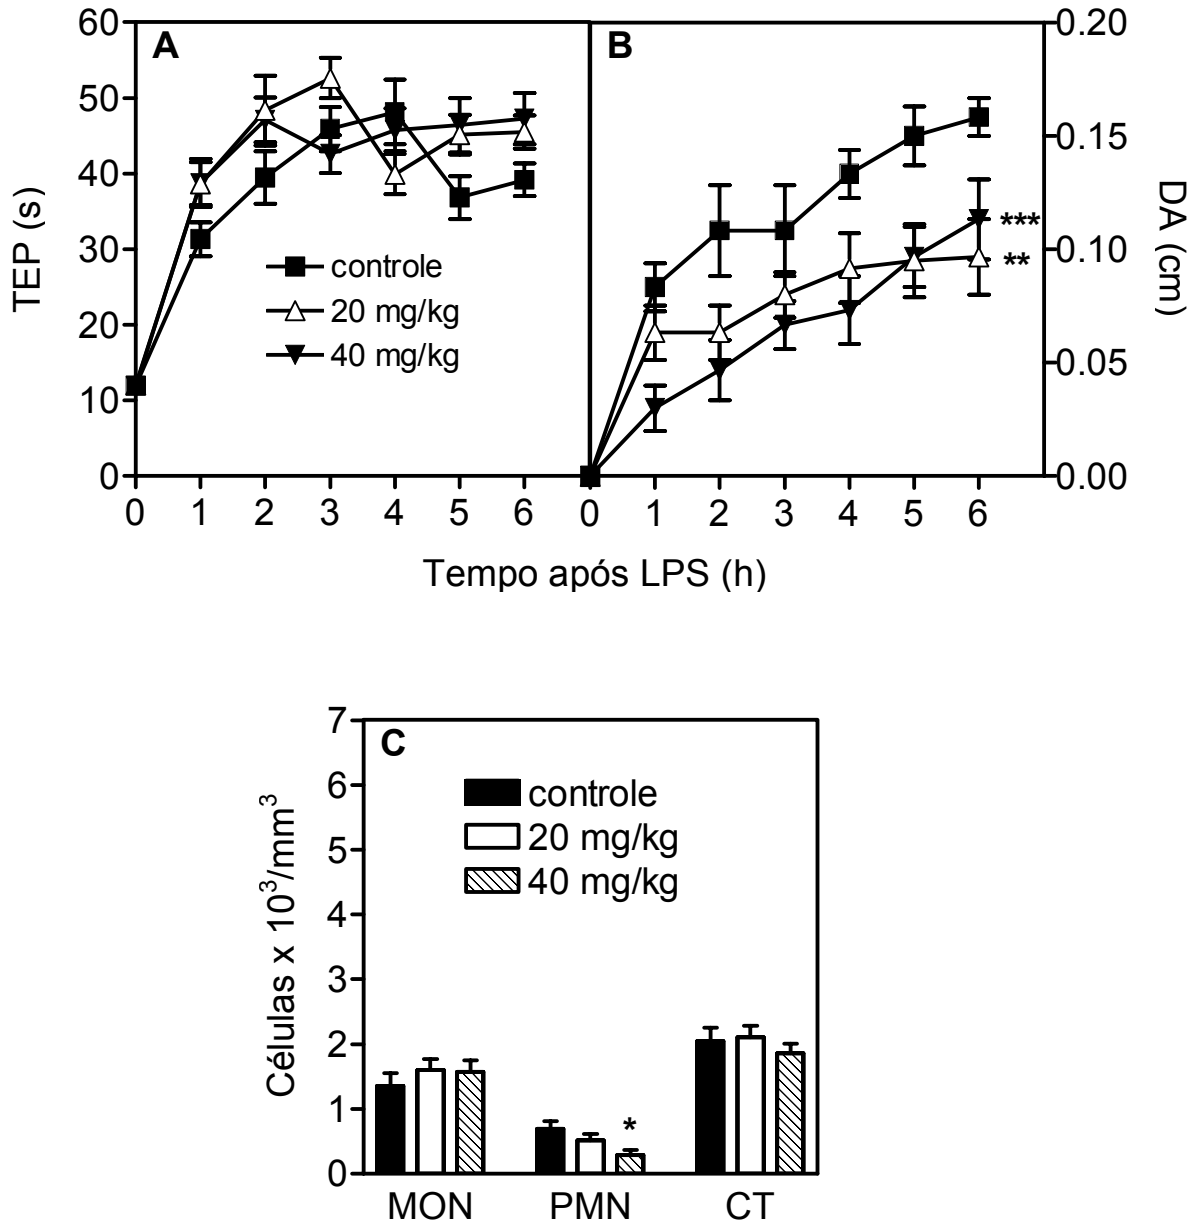 A
B
TEP (s)
60
50
40
30
20
10
0
controle
20 mg/kg
40 mg/kg
0 1 2 3 4 5 6
0 1 2 3 4 5 6
0.20
0.15
0.10
0.05
0.00
DA (cm)
***
**
Tempo após LPS (h)
C
Células x 10³/mm³
7
6
5
4
3
2
1
0
controle
20 mg/kg
40 mg/kg
*
MON PMN CT